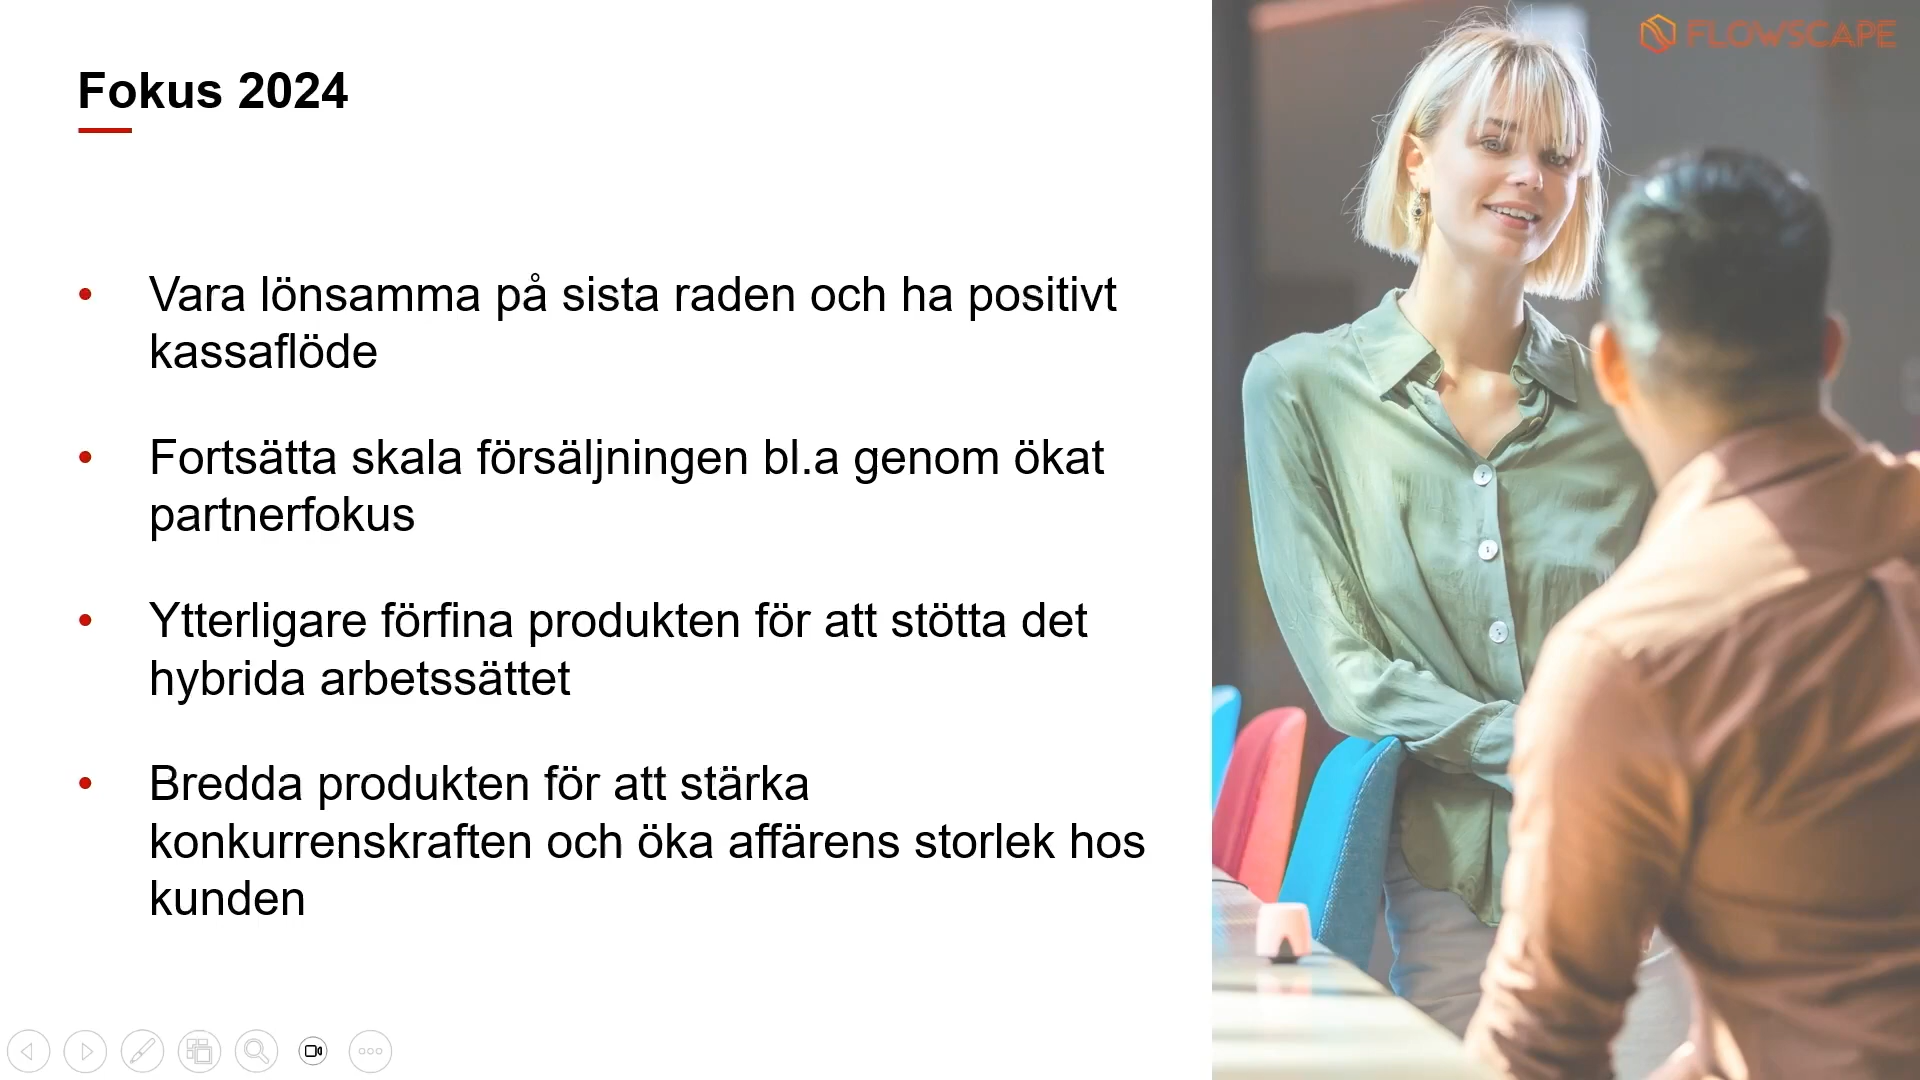 FLOWSCAPE
Fokus 2024
• Vara lönsamma på sista raden och ha positivt
kassaflöde
• Fortsätta skala försäljningen bl.a genom ökat
partnerfokus
• Ytterligare förfina produkten för att stötta det
hybrida arbetssättet
• Bredda produkten för att stärka
konkurrenskraften och öka affärens storlek hos
kunden